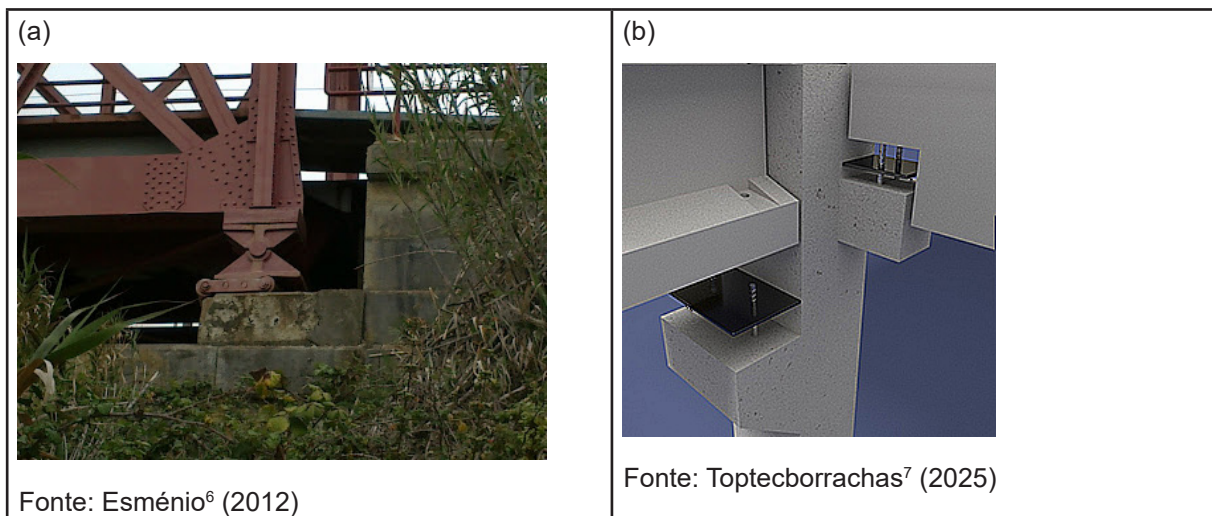 (a)
(b)
Fonte: Esménio⁶ (2012)
Fonte: Toptecborrachas⁷ (2025)